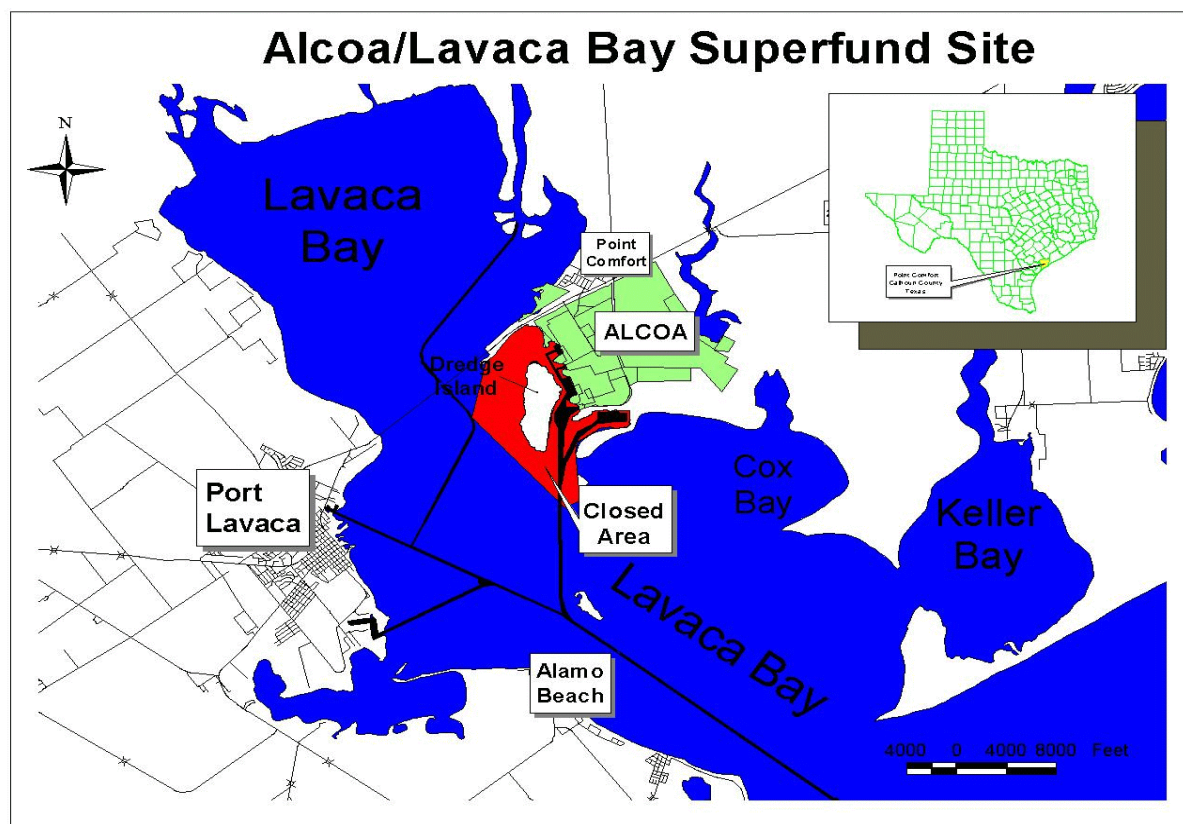 Alcoa/Lavaca Bay Superfund Site
N
Lavaca
Bay
Point
Comfort
ALCOA
Point Comfort
Calhoun County
Texas
Dredge
Island
Port
Lavaca
Closed
Area
Cox
Bay
Keller
Bay
Lavaca Bay
Alamo
Beach
4000 0 4000 8000 Feet